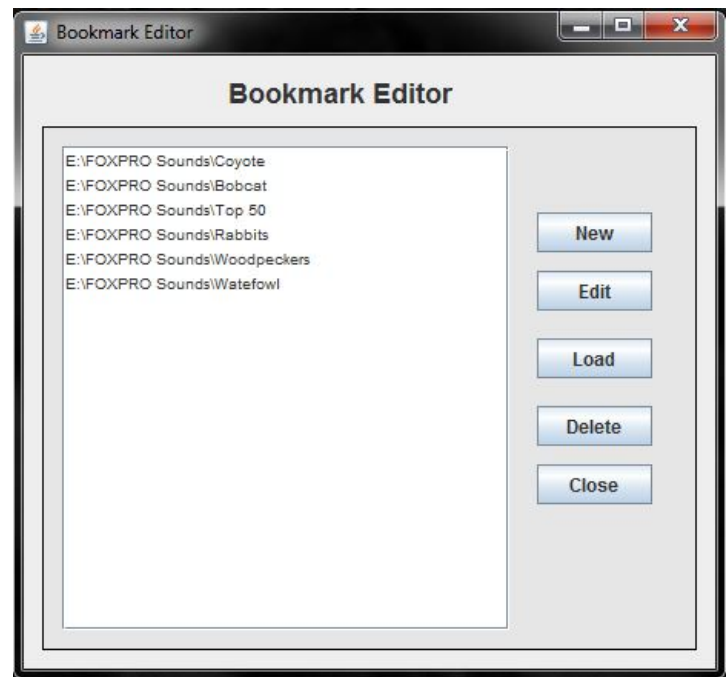 Bookmark Editor
Bookmark Editor
E:\FOXPRO Sounds\Coyote
E:\FOXPRO Sounds\Bobcat
E:\FOXPRO Sounds\Top 50
E:\FOXPRO Sounds\Rabbits
E:\FOXPRO Sounds\Woodpeckers
E:\FOXPRO Sounds\Watefowl
New
Edit
Load
Delete
Close